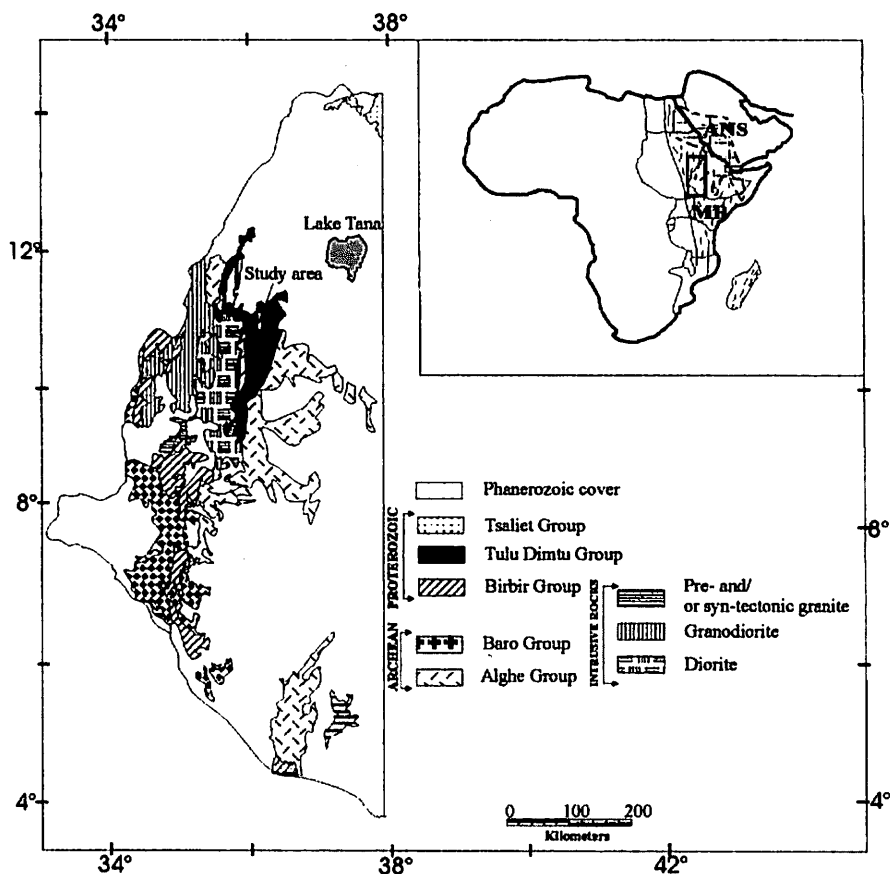 34°
38°
ANS
MB
Lake Tana
12°
Study area
8°
8°
Phanerozoic cover
Tsaliet Group
Tulu Dimtu Group
Birbir Group
PROTEROZOIC
Baro Group
Alghe Group
ARCHEAN
Pre- and/
or syn-tectonic granite
Granodiorite
Diorite
INTRUSIVE ROCKS
0 100 200
Kilometers
4°
4°
34°
38°
42°